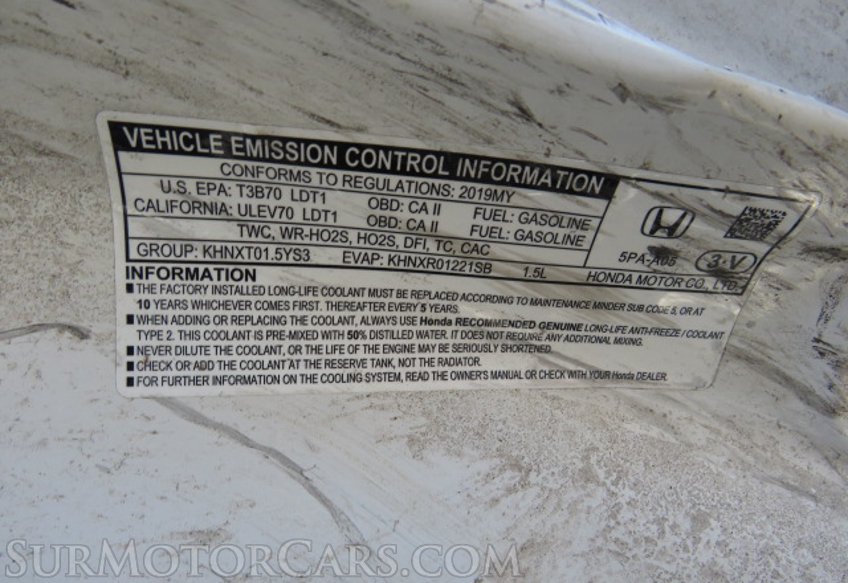 VEHICLE EMISSION CONTROL INFORMATION
CONFORMS TO REGULATIONS: 2019MY
U.S. EPA: T3B70 LDT1 OBD: CA II FUEL: GASOLINE
CALIFORNIA: ULEV70 LDT1 OBD: CA II FUEL: GASOLINE
TWC, WR-HO2S, HO2S, DFI, TC, CAC
GROUP: KHNXT01.5YS3 EVAP: KHNXR01221SB 1.5L
5PA-A05 3-V
HONDA MOTOR CO., LTD.
INFORMATION
■ THE FACTORY INSTALLED LONG-LIFE COOLANT MUST BE REPLACED ACCORDING TO MAINTENANCE MINDER SUB CODE 5, OR AT
10 YEARS WHICHEVER COMES FIRST. THEREAFTER EVERY 5 YEARS.
■ WHEN ADDING OR REPLACING THE COOLANT, ALWAYS USE Honda RECOMMENDED GENUINE LONG-LIFE ANTI-FREEZE / COOLANT
TYPE 2. THIS COOLANT IS PRE-MIXED WITH 50% DISTILLED WATER. IT DOES NOT REQUIRE ANY ADDITIONAL MIXING.
■ NEVER DILUTE THE COOLANT, OR THE LIFE OF THE ENGINE MAY BE SERIOUSLY SHORTENED.
■ CHECK OR ADD THE COOLANT AT THE RESERVE TANK, NOT THE RADIATOR.
■ FOR FURTHER INFORMATION ON THE COOLING SYSTEM, READ THE OWNER'S MANUAL OR CHECK WITH YOUR Honda DEALER.
SURMOTORCARS.COM